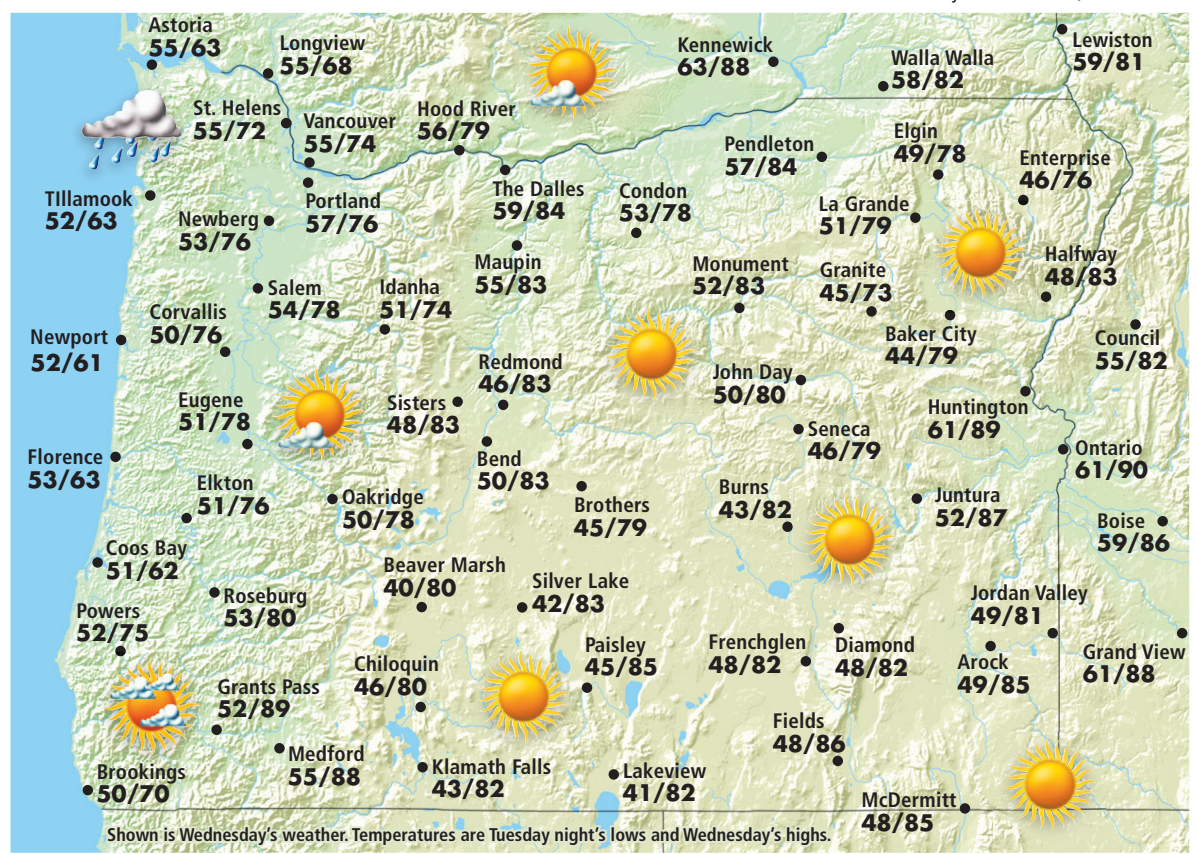 Astoria
55/63
Longview
55/68
Kennewick
63/88
Walla Walla
58/82
Lewiston
59/81
St. Helens
55/72
Vancouver
55/74
Hood River
56/79
Pendleton
57/84
Elgin
49/78
Enterprise
46/76
TIllamook
52/63
Newberg
53/76
Portland
57/76
The Dalles
59/84
Condon
53/78
La Grande
51/79
Maupin
55/83
Monument
52/83
Granite
45/73
Halfway
48/83
Salem
54/78
Idanha
51/74
Corvallis
50/76
Newport
52/61
Baker City
44/79
Council
55/82
Redmond
46/83
John Day
50/80
Eugene
51/78
Sisters
48/83
Huntington
61/89
Seneca
46/79
Florence
53/63
Bend
50/83
Ontario
61/90
Elkton
51/76
Oakridge
50/78
Brothers
45/79
Burns
43/82
Juntura
52/87
Boise
59/86
Coos Bay
51/62
Beaver Marsh
40/80
Silver Lake
42/83
Roseburg
53/80
Jordan Valley
49/81
Powers
52/75
Paisley
45/85
Frenchglen
48/82
Diamond
48/82
Arock
49/85
Grand View
61/88
Chiloquin
46/80
Grants Pass
52/89
Fields
48/86
Medford
55/88
Klamath Falls
43/82
Lakeview
41/82
Brookings
50/70
McDermitt
48/85
Shown is Wednesday's weather. Temperatures are Tuesday night's lows and Wednesday's highs.